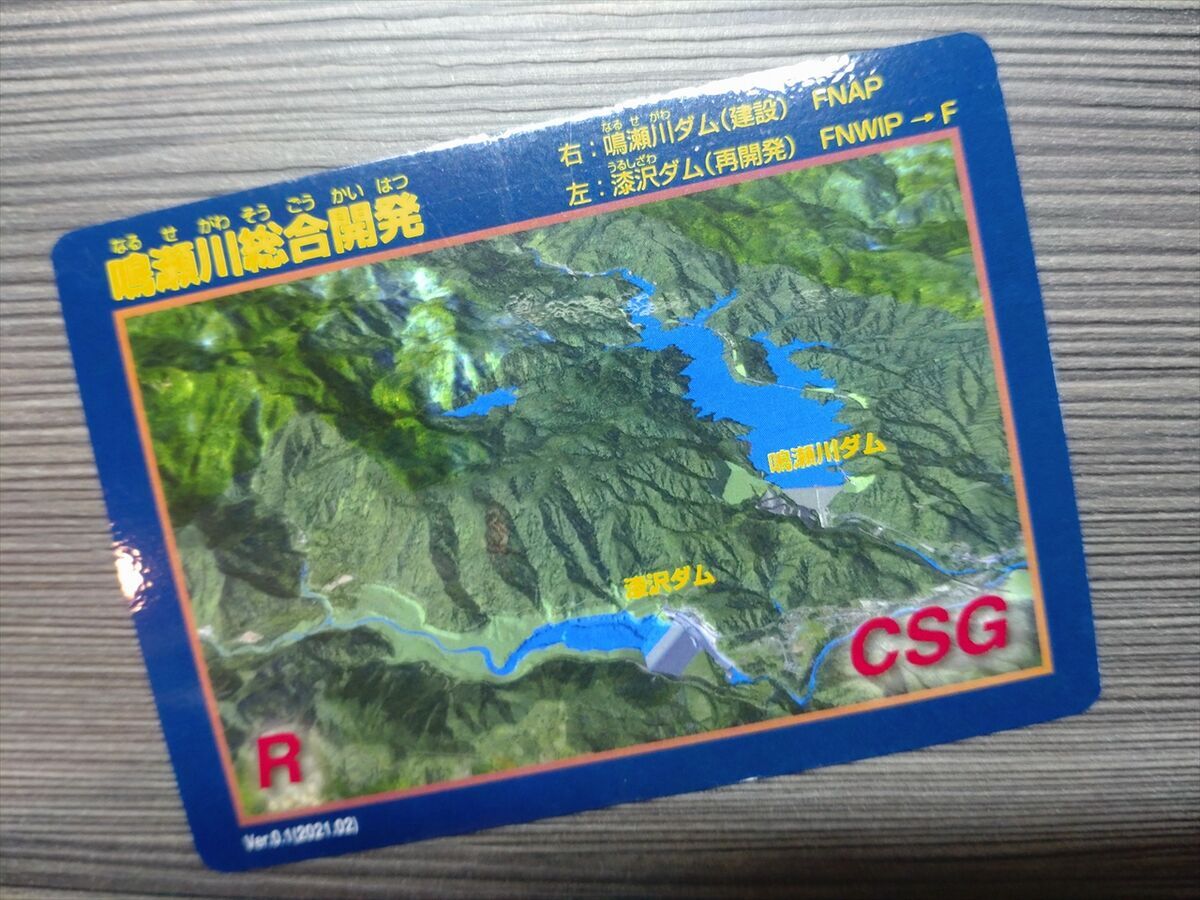 なるせがわそうごうかいはつ
鳴瀬川総合開発
なるせがわ
右：鳴瀬川ダム(建設) FNAP
うるしざわ
左：漆沢ダム(再開発) FNWIP→F
鳴瀬川ダム
漆沢ダム
CSG
R
Ver.0.1(2021.02)